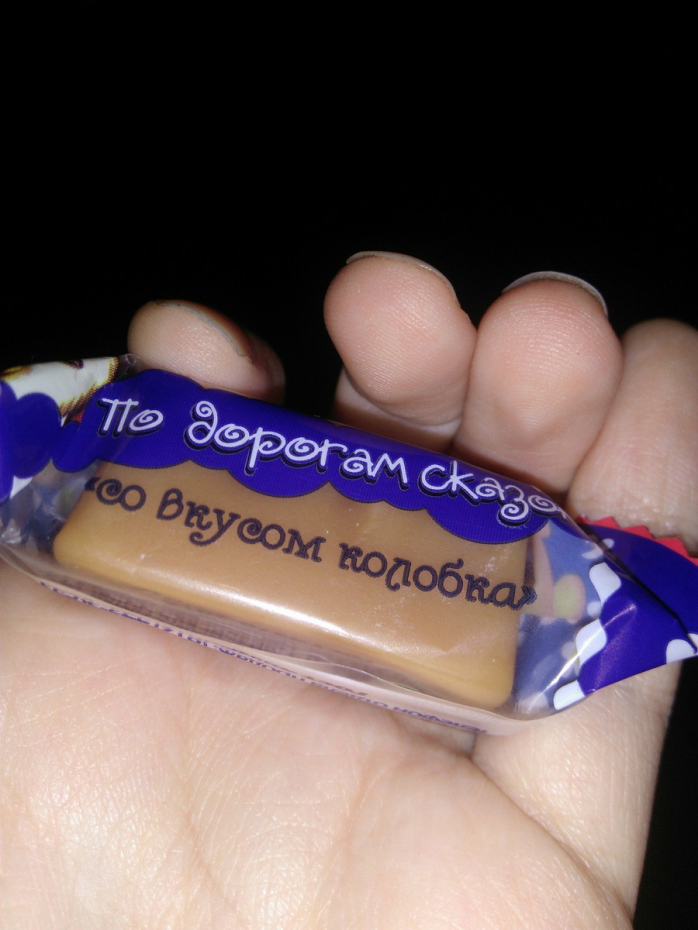 По дорогам сказо
«со вкусом колобка»